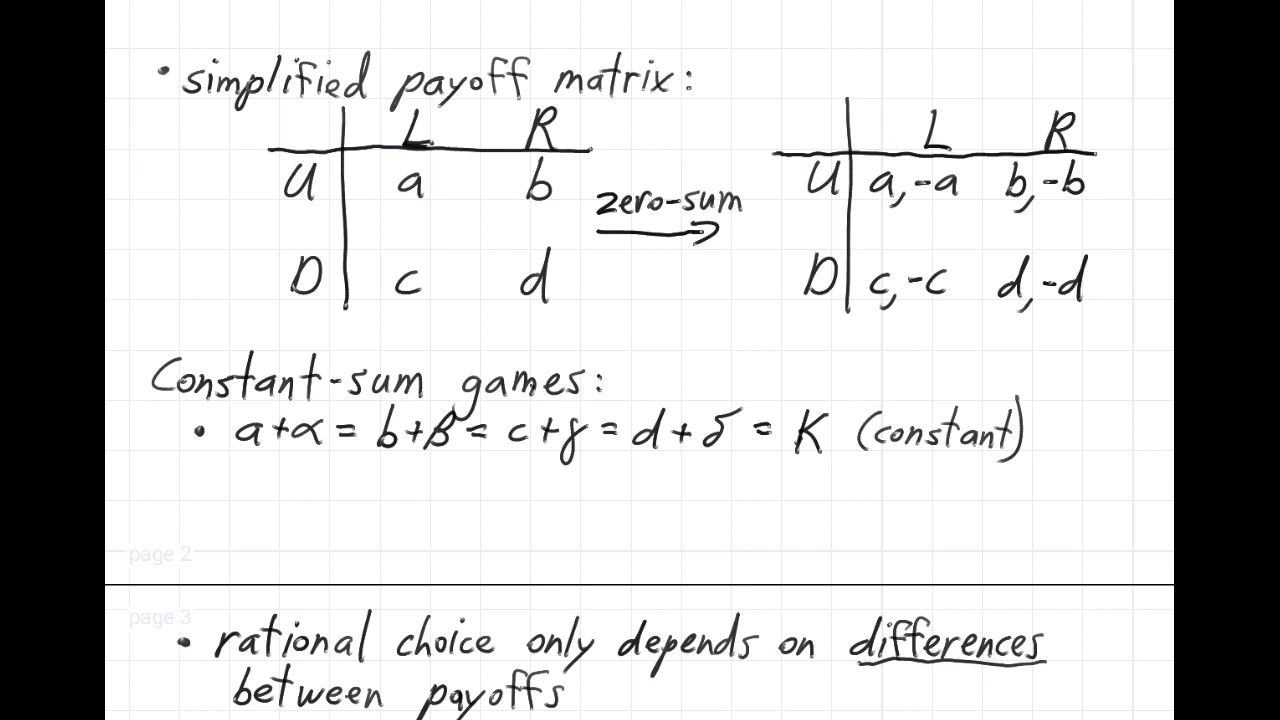 • simplified payoff matrix:
L R L R
U a b zero-sum U a,-a b,-b
D c d D c,-c d,-d
Constant-sum games:
• a+α = b+β = c+γ = d+δ = K (constant)
page 2
page 3
• rational choice only depends on differences
between payoffs